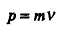 p = mv